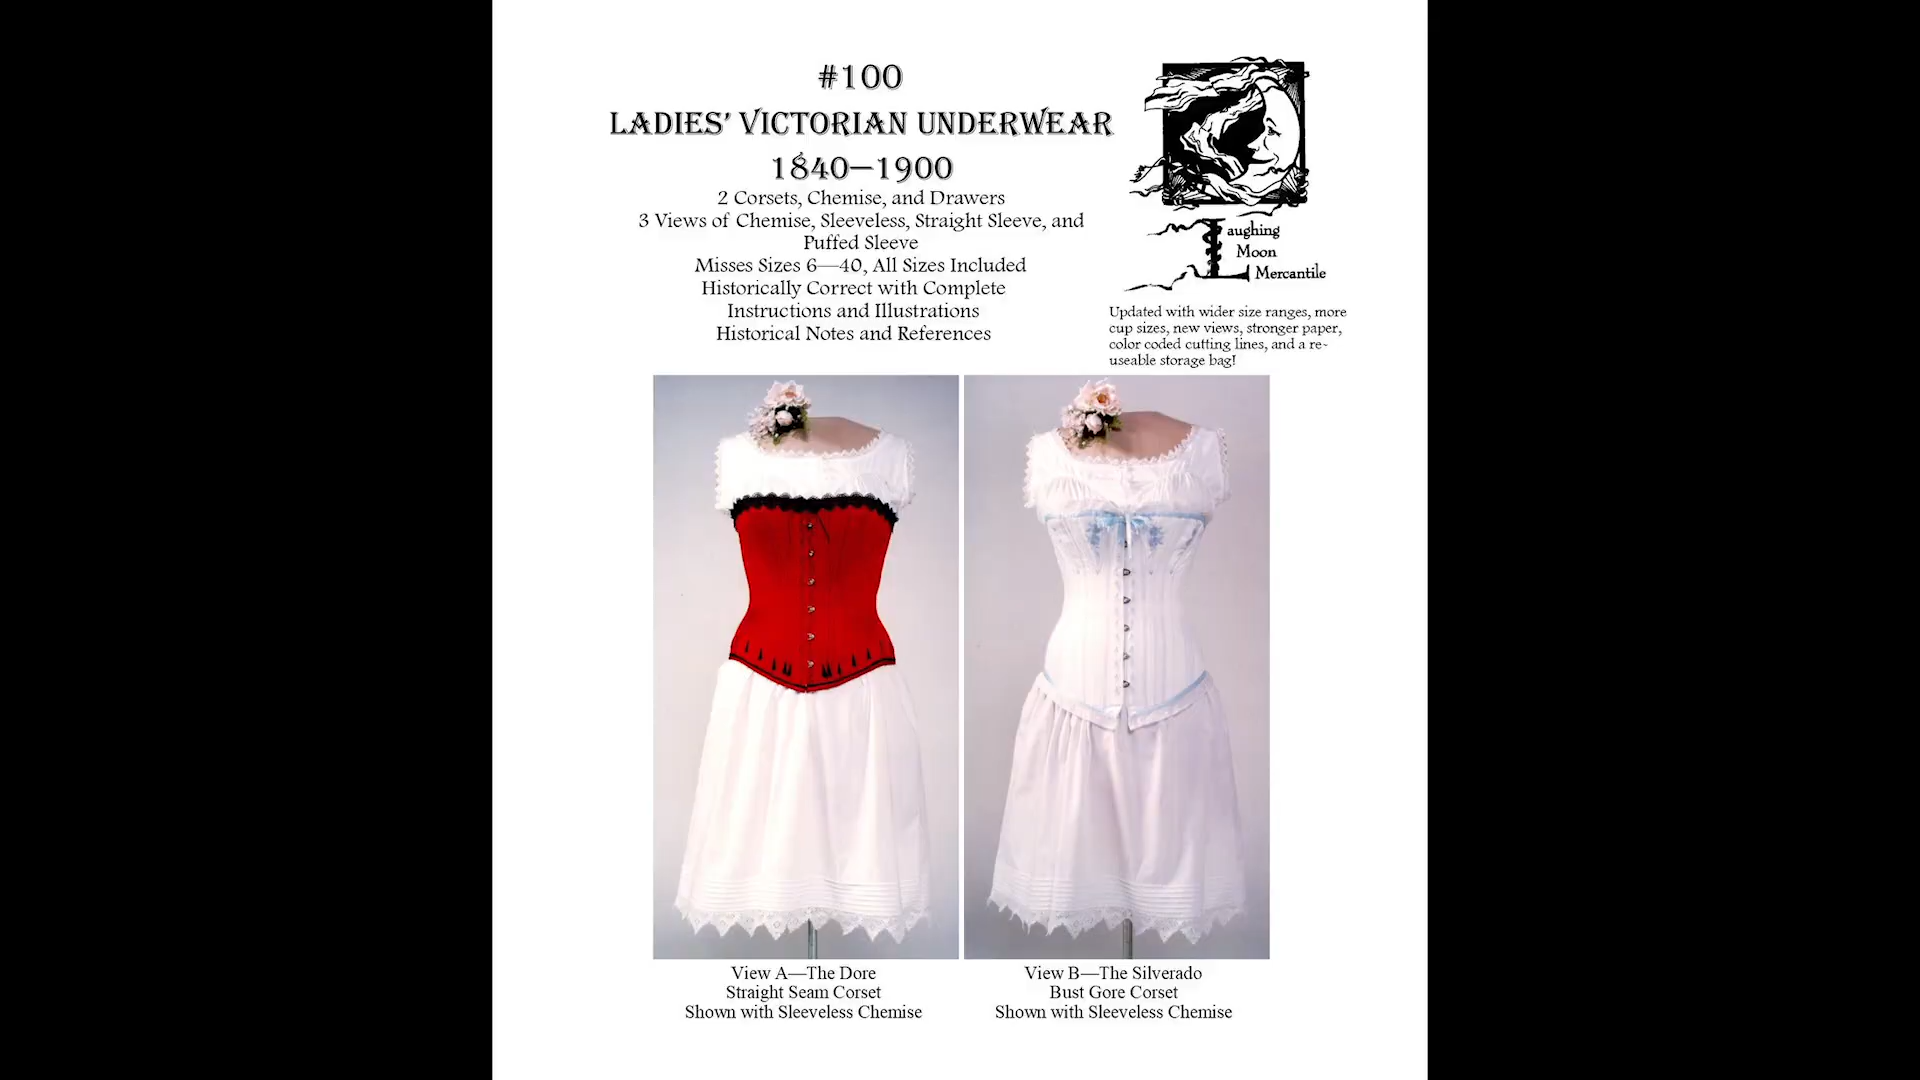 #100
LADIES' VICTORIAN UNDERWEAR
1840—1900
2 Corsets, Chemise, and Drawers
3 Views of Chemise, Sleeveless, Straight Sleeve, and
Puffed Sleeve
Misses Sizes 6—40, All Sizes Included
Historically Correct with Complete
Instructions and Illustrations
Historical Notes and References
Laughing
Moon
Mercantile
Updated with wider size ranges, more
cup sizes, new views, stronger paper,
color coded cutting lines, and a re-
useable storage bag!
View A—The Dore
Straight Seam Corset
Shown with Sleeveless Chemise
View B—The Silverado
Bust Gore Corset
Shown with Sleeveless Chemise